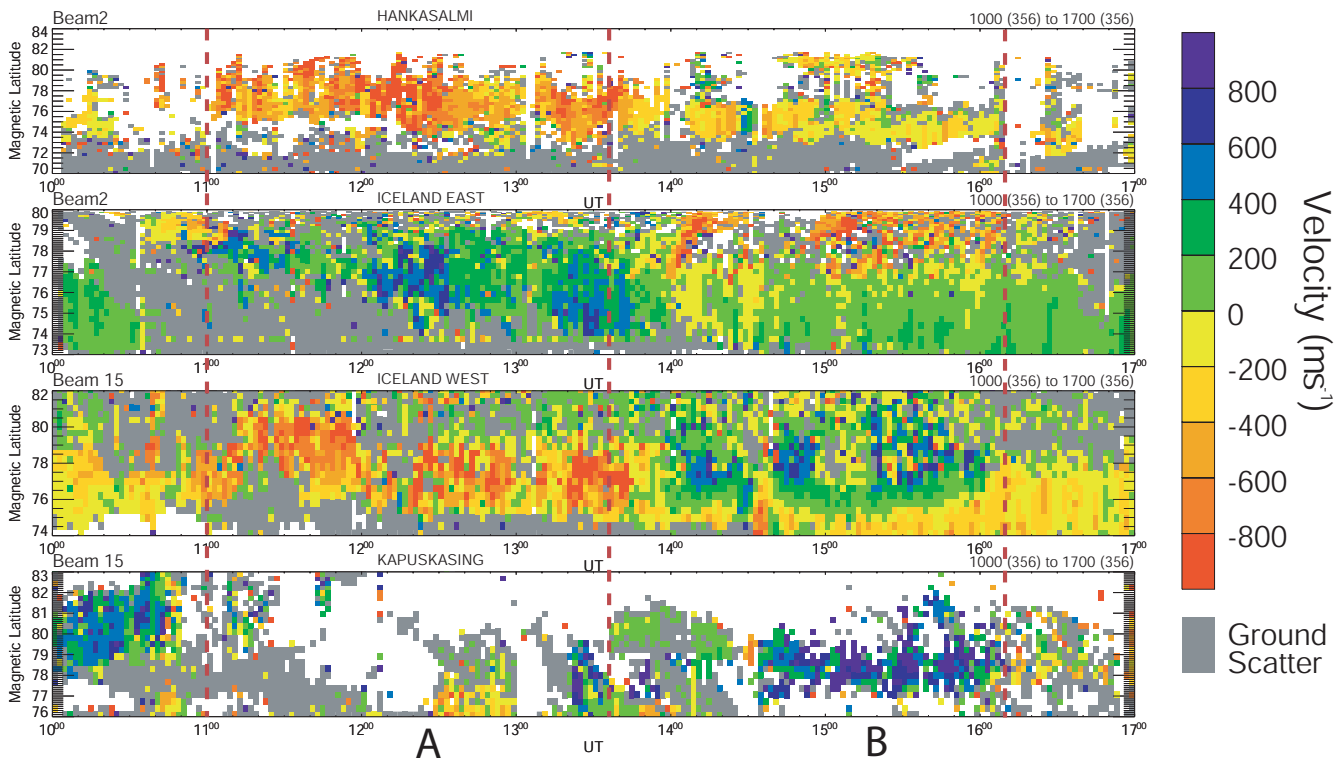 Beam2 HANKASALMI 1000 (356) to 1700 (356)
Magnetic Latitude
84
82
80
78
76
74
72
70
10⁰⁰ 11⁰⁰ 12⁰⁰ 13⁰⁰ 14⁰⁰ 15⁰⁰ 16⁰⁰ 17⁰⁰
UT
Beam2 ICELAND EAST 1000 (356) to 1700 (356)
Magnetic Latitude
80
79
78
77
76
75
74
73
10⁰⁰ 11⁰⁰ 12⁰⁰ 13⁰⁰ 14⁰⁰ 15⁰⁰ 16⁰⁰ 17⁰⁰
UT
Beam 15 ICELAND WEST 1000 (356) to 1700 (356)
Magnetic Latitude
82
80
78
76
74
10⁰⁰ 11⁰⁰ 12⁰⁰ 13⁰⁰ 14⁰⁰ 15⁰⁰ 16⁰⁰ 17⁰⁰
UT
Beam 15 KAPUSKASING 1000 (356) to 1700 (356)
Magnetic Latitude
83
82
81
80
79
78
77
76
10⁰⁰ 11⁰⁰ 12⁰⁰ 13⁰⁰ 14⁰⁰ 15⁰⁰ 16⁰⁰ 17⁰⁰
A B
UT
800
600
400
200
0
-200
-400
-600
-800
Velocity (ms⁻¹)
Ground
Scatter